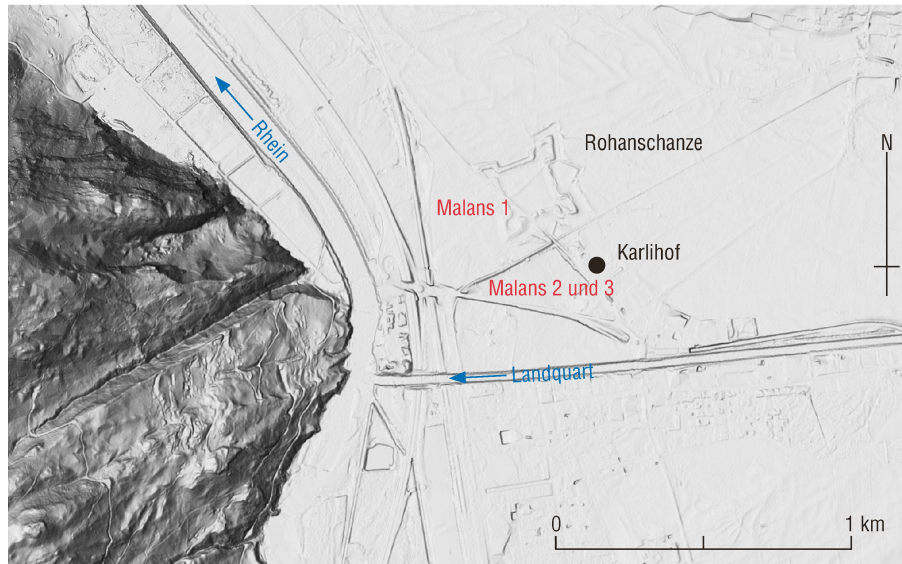 Rhein
Rohanschanze
N
Malans 1
Karlihof
Malans 2 und 3
Landquart
0
1 km